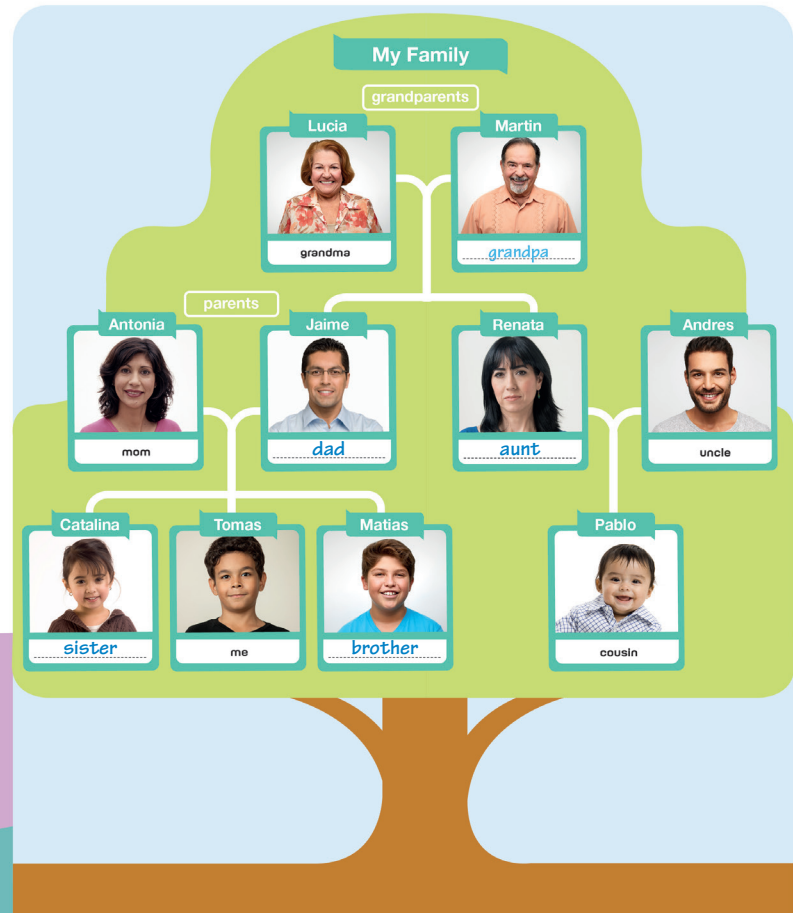 My Family
grandparents
Lucia
Martin
grandma
grandpa
parents
Antonia
Jaime
Renata
Andres
mom
dad
aunt
uncle
Catalina
Tomas
Matias
Pablo
sister
me
brother
cousin